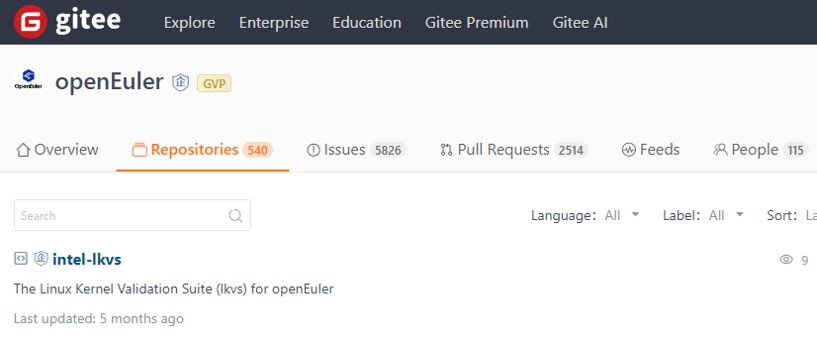 gitee Explore Enterprise Education Gitee Premium Gitee AI
OpenEuler openEuler 企 GVP
Overview Repositories 540 Issues 5826 Pull Requests 2514 Feeds People 115
Search Language: All Label: All Sort: La
企 intel-lkvs 9
The Linux Kernel Validation Suite (lkvs) for openEuler
Last updated: 5 months ago